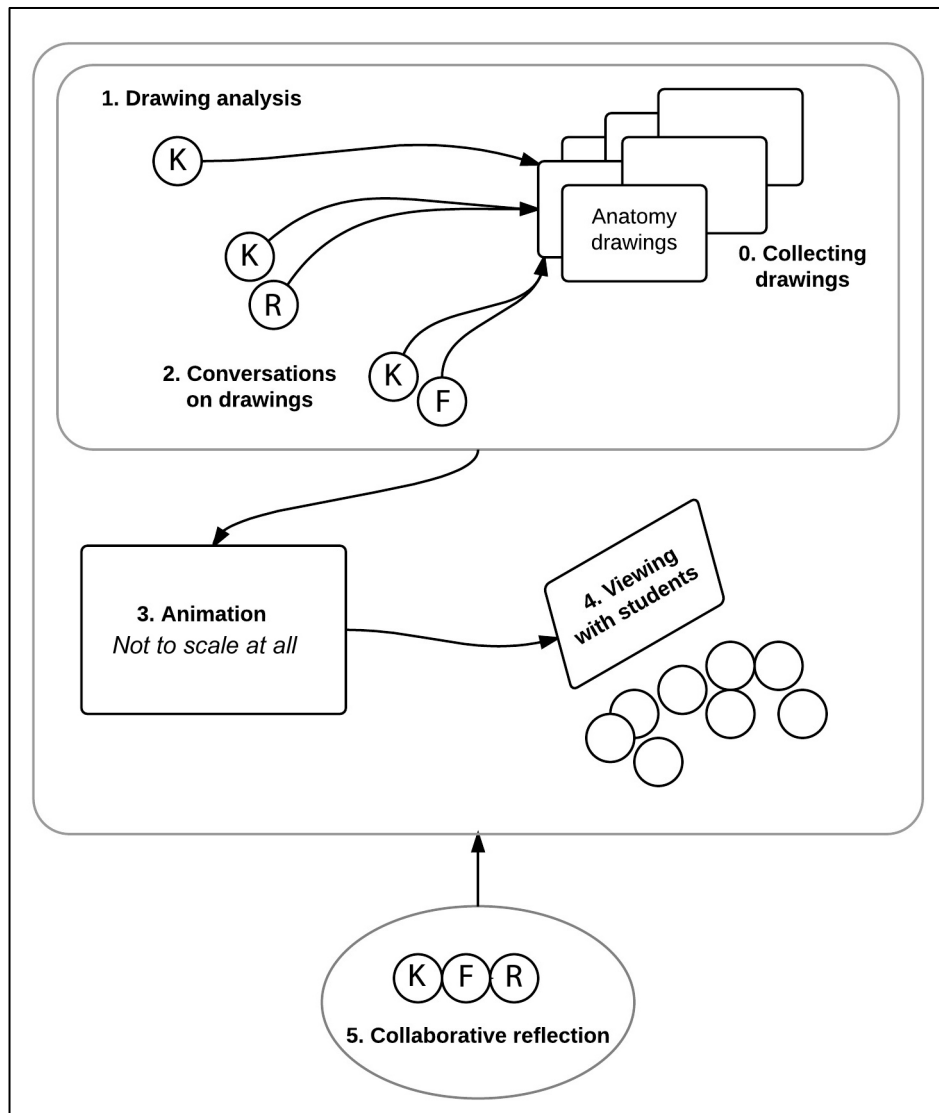 1. Drawing analysis
K
Anatomy
drawings
0. Collecting
drawings
K
R
2. Conversations
on drawings
K
F
3. Animation
Not to scale at all
4. Viewing
with students
K F R
5. Collaborative reflection